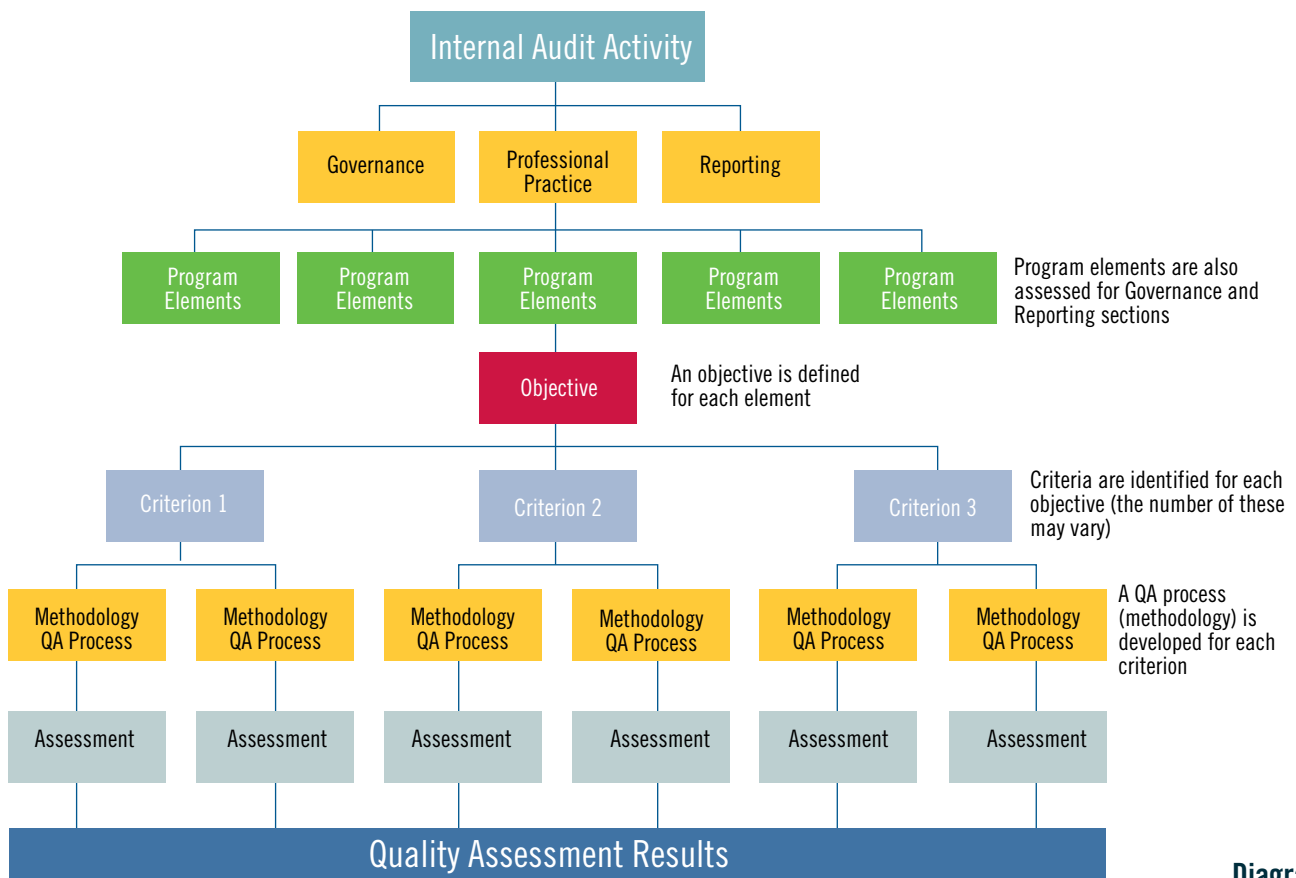 Internal Audit Activity
Governance
Professional
Practice
Reporting
Program
Elements
Program
Elements
Program
Elements
Program
Elements
Program
Elements
Program elements are also
assessed for Governance and
Reporting sections
Objective
An objective is defined
for each element
Criterion 1
Criterion 2
Criterion 3
Criteria are identified for each
objective (the number of these
may vary)
Methodology
QA Process
Methodology
QA Process
Methodology
QA Process
Methodology
QA Process
Methodology
QA Process
Methodology
QA Process
A QA process
(methodology) is
developed for each
criterion
Assessment
Assessment
Assessment
Assessment
Assessment
Assessment
Quality Assessment Results